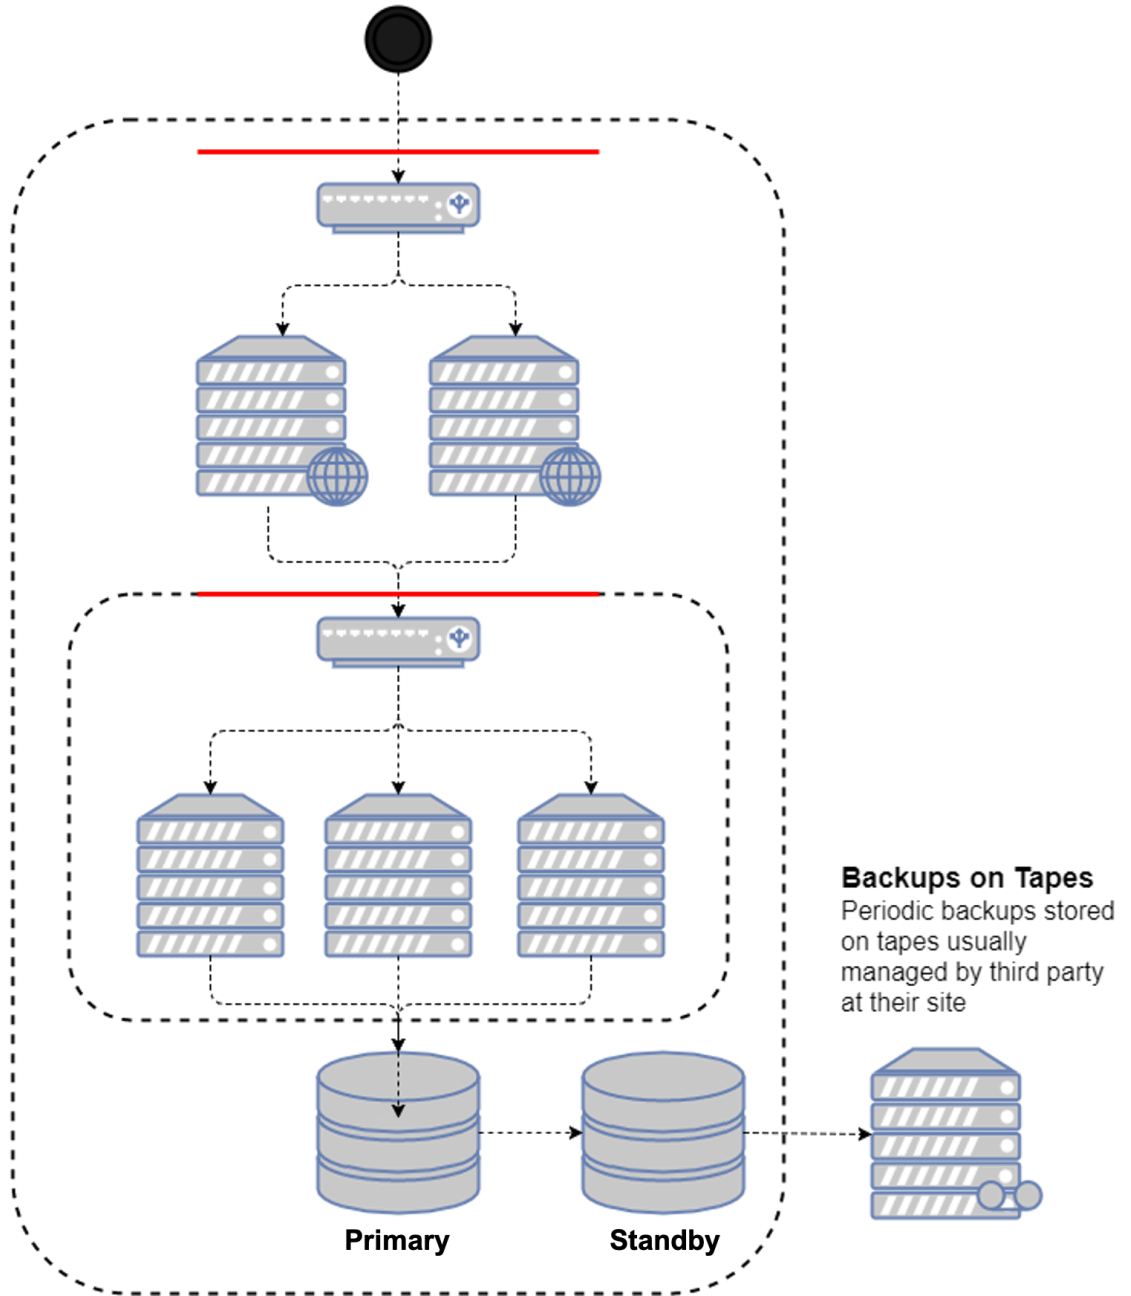 Backups on Tapes
Periodic backups stored
on tapes usually
managed by third party
at their site
Primary
Standby